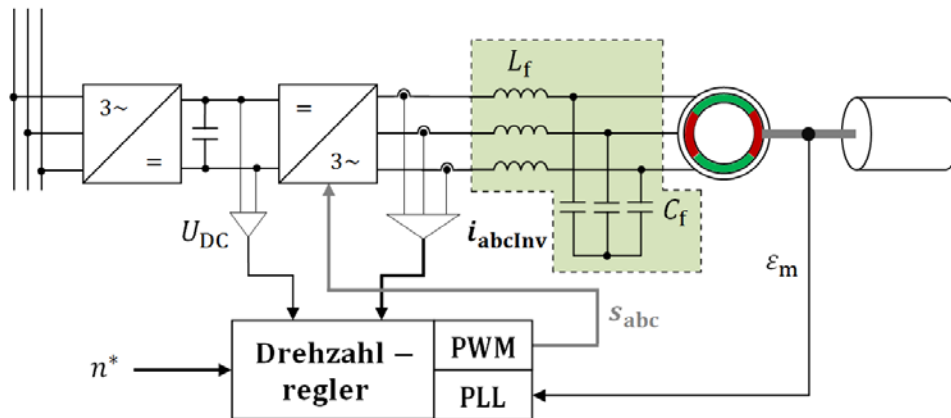 L_f
3~
=
=
3~
C_f
U_DC
i_abcInv
ε_m
s_abc
n*
Drehzahl –
regler
PWM
PLL